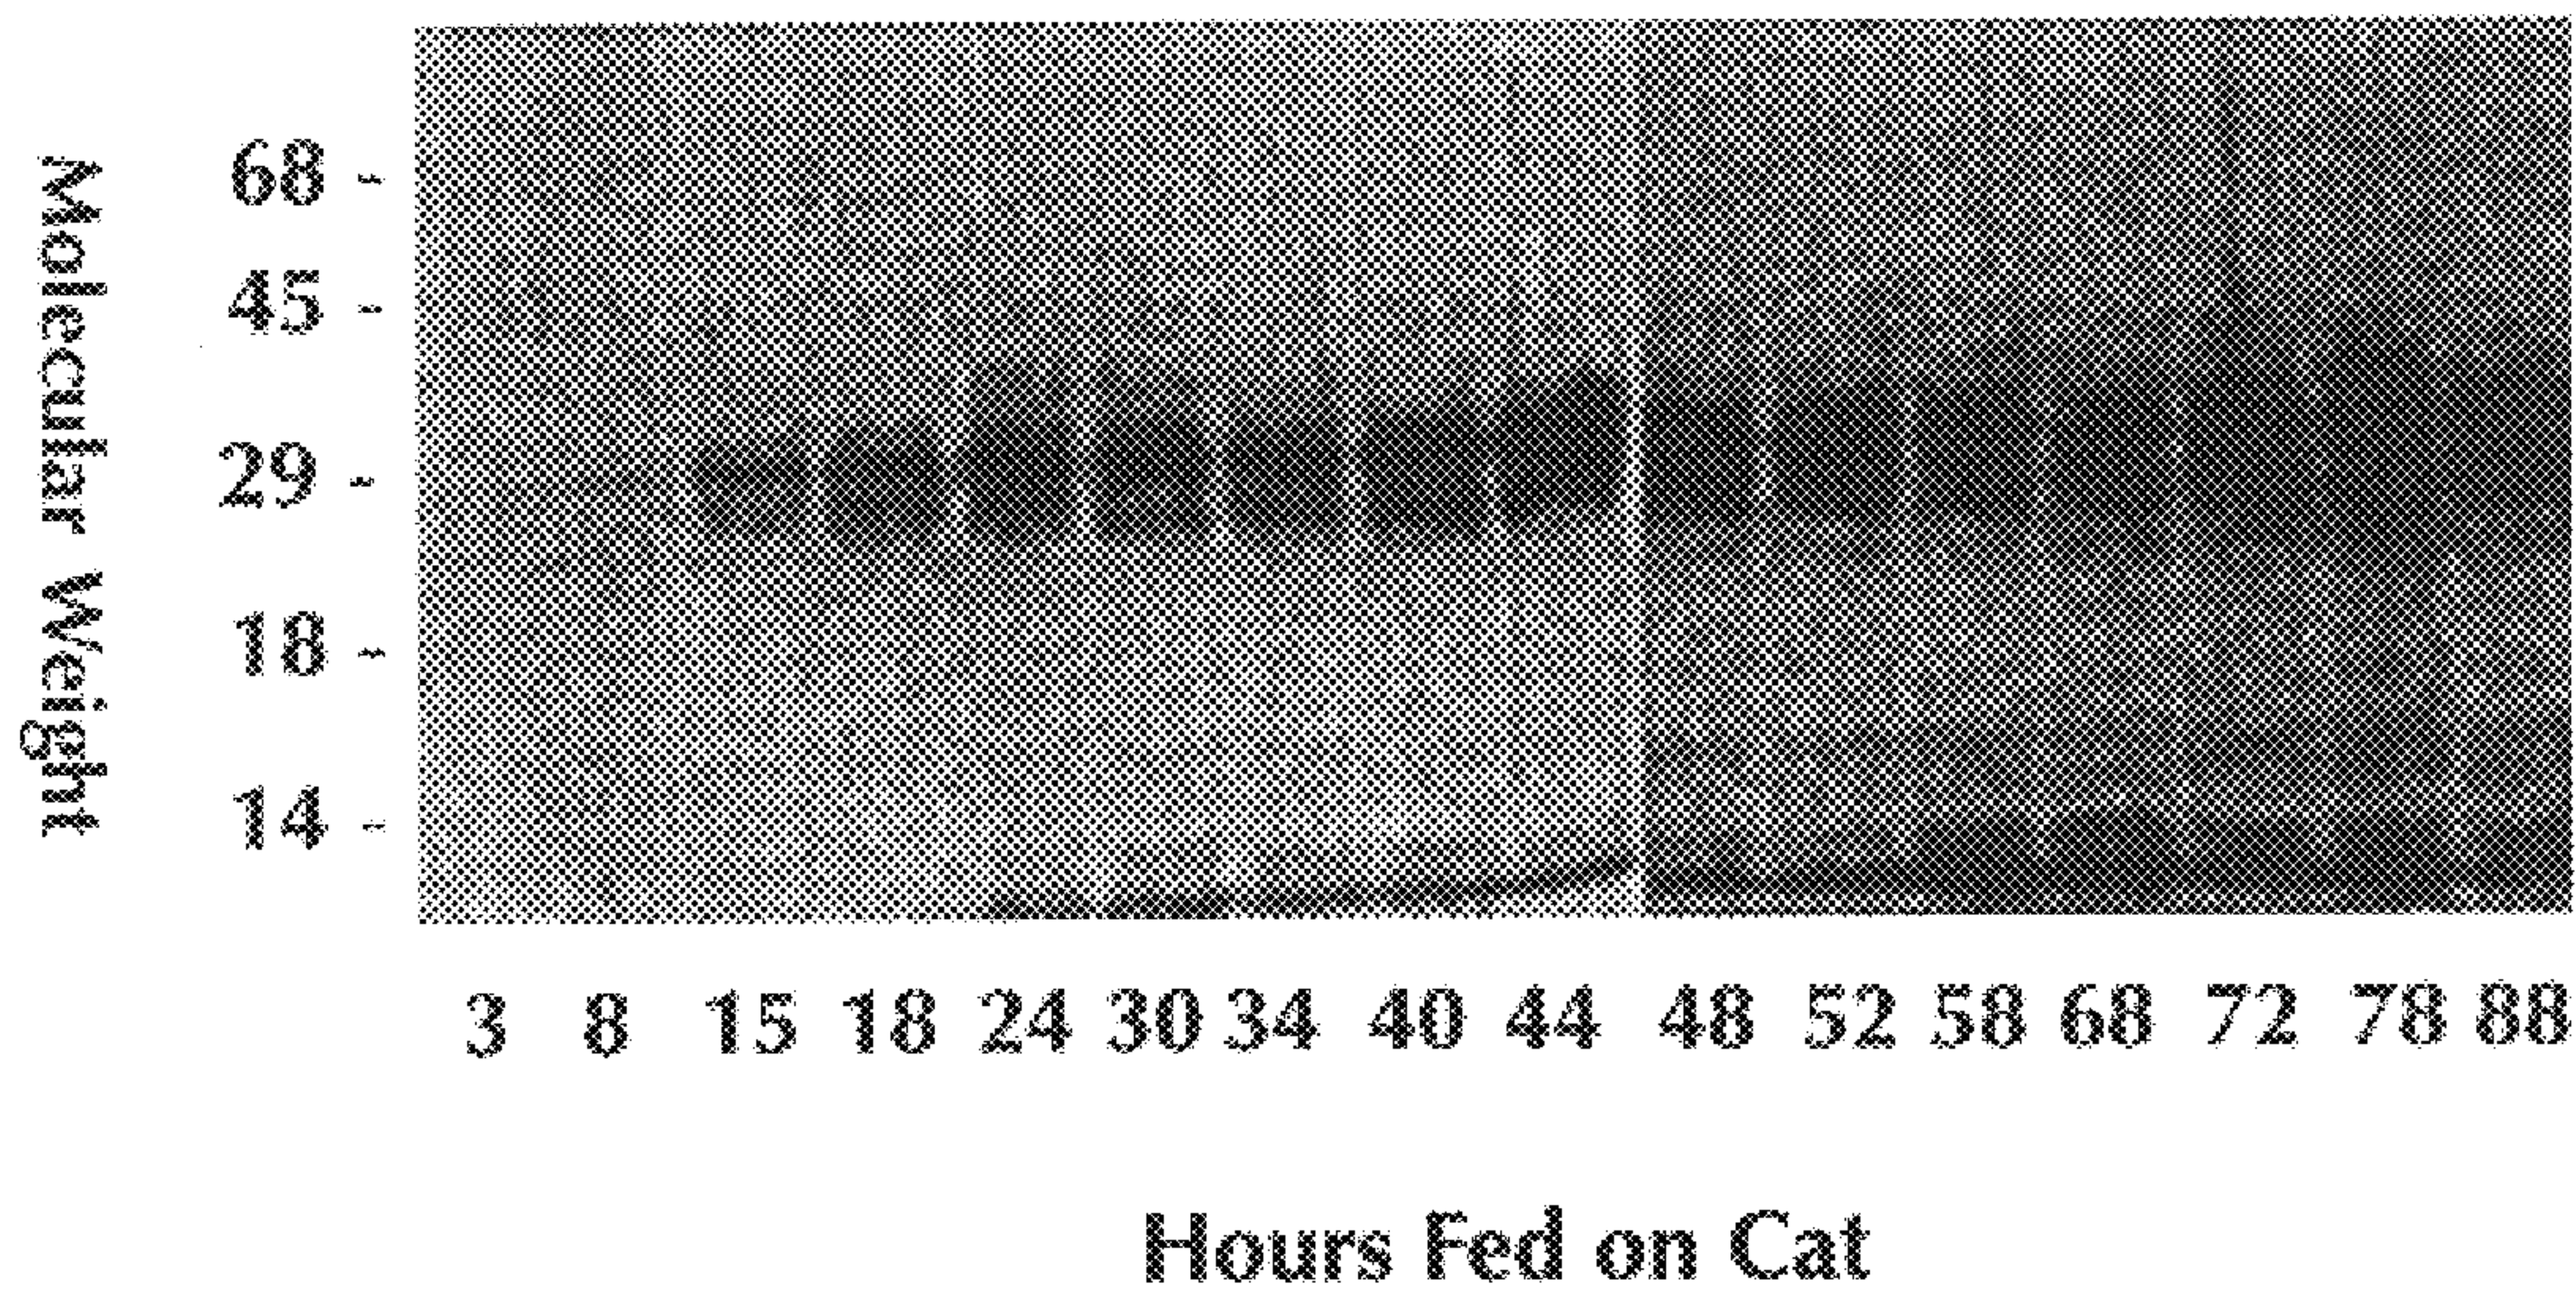 Molecular Weight
68 -
45 -
29 -
18 -
14 -
3 8 15 18 24 30 34 40 44 48 52 58 68 72 78 88
Hours Fed on Cat